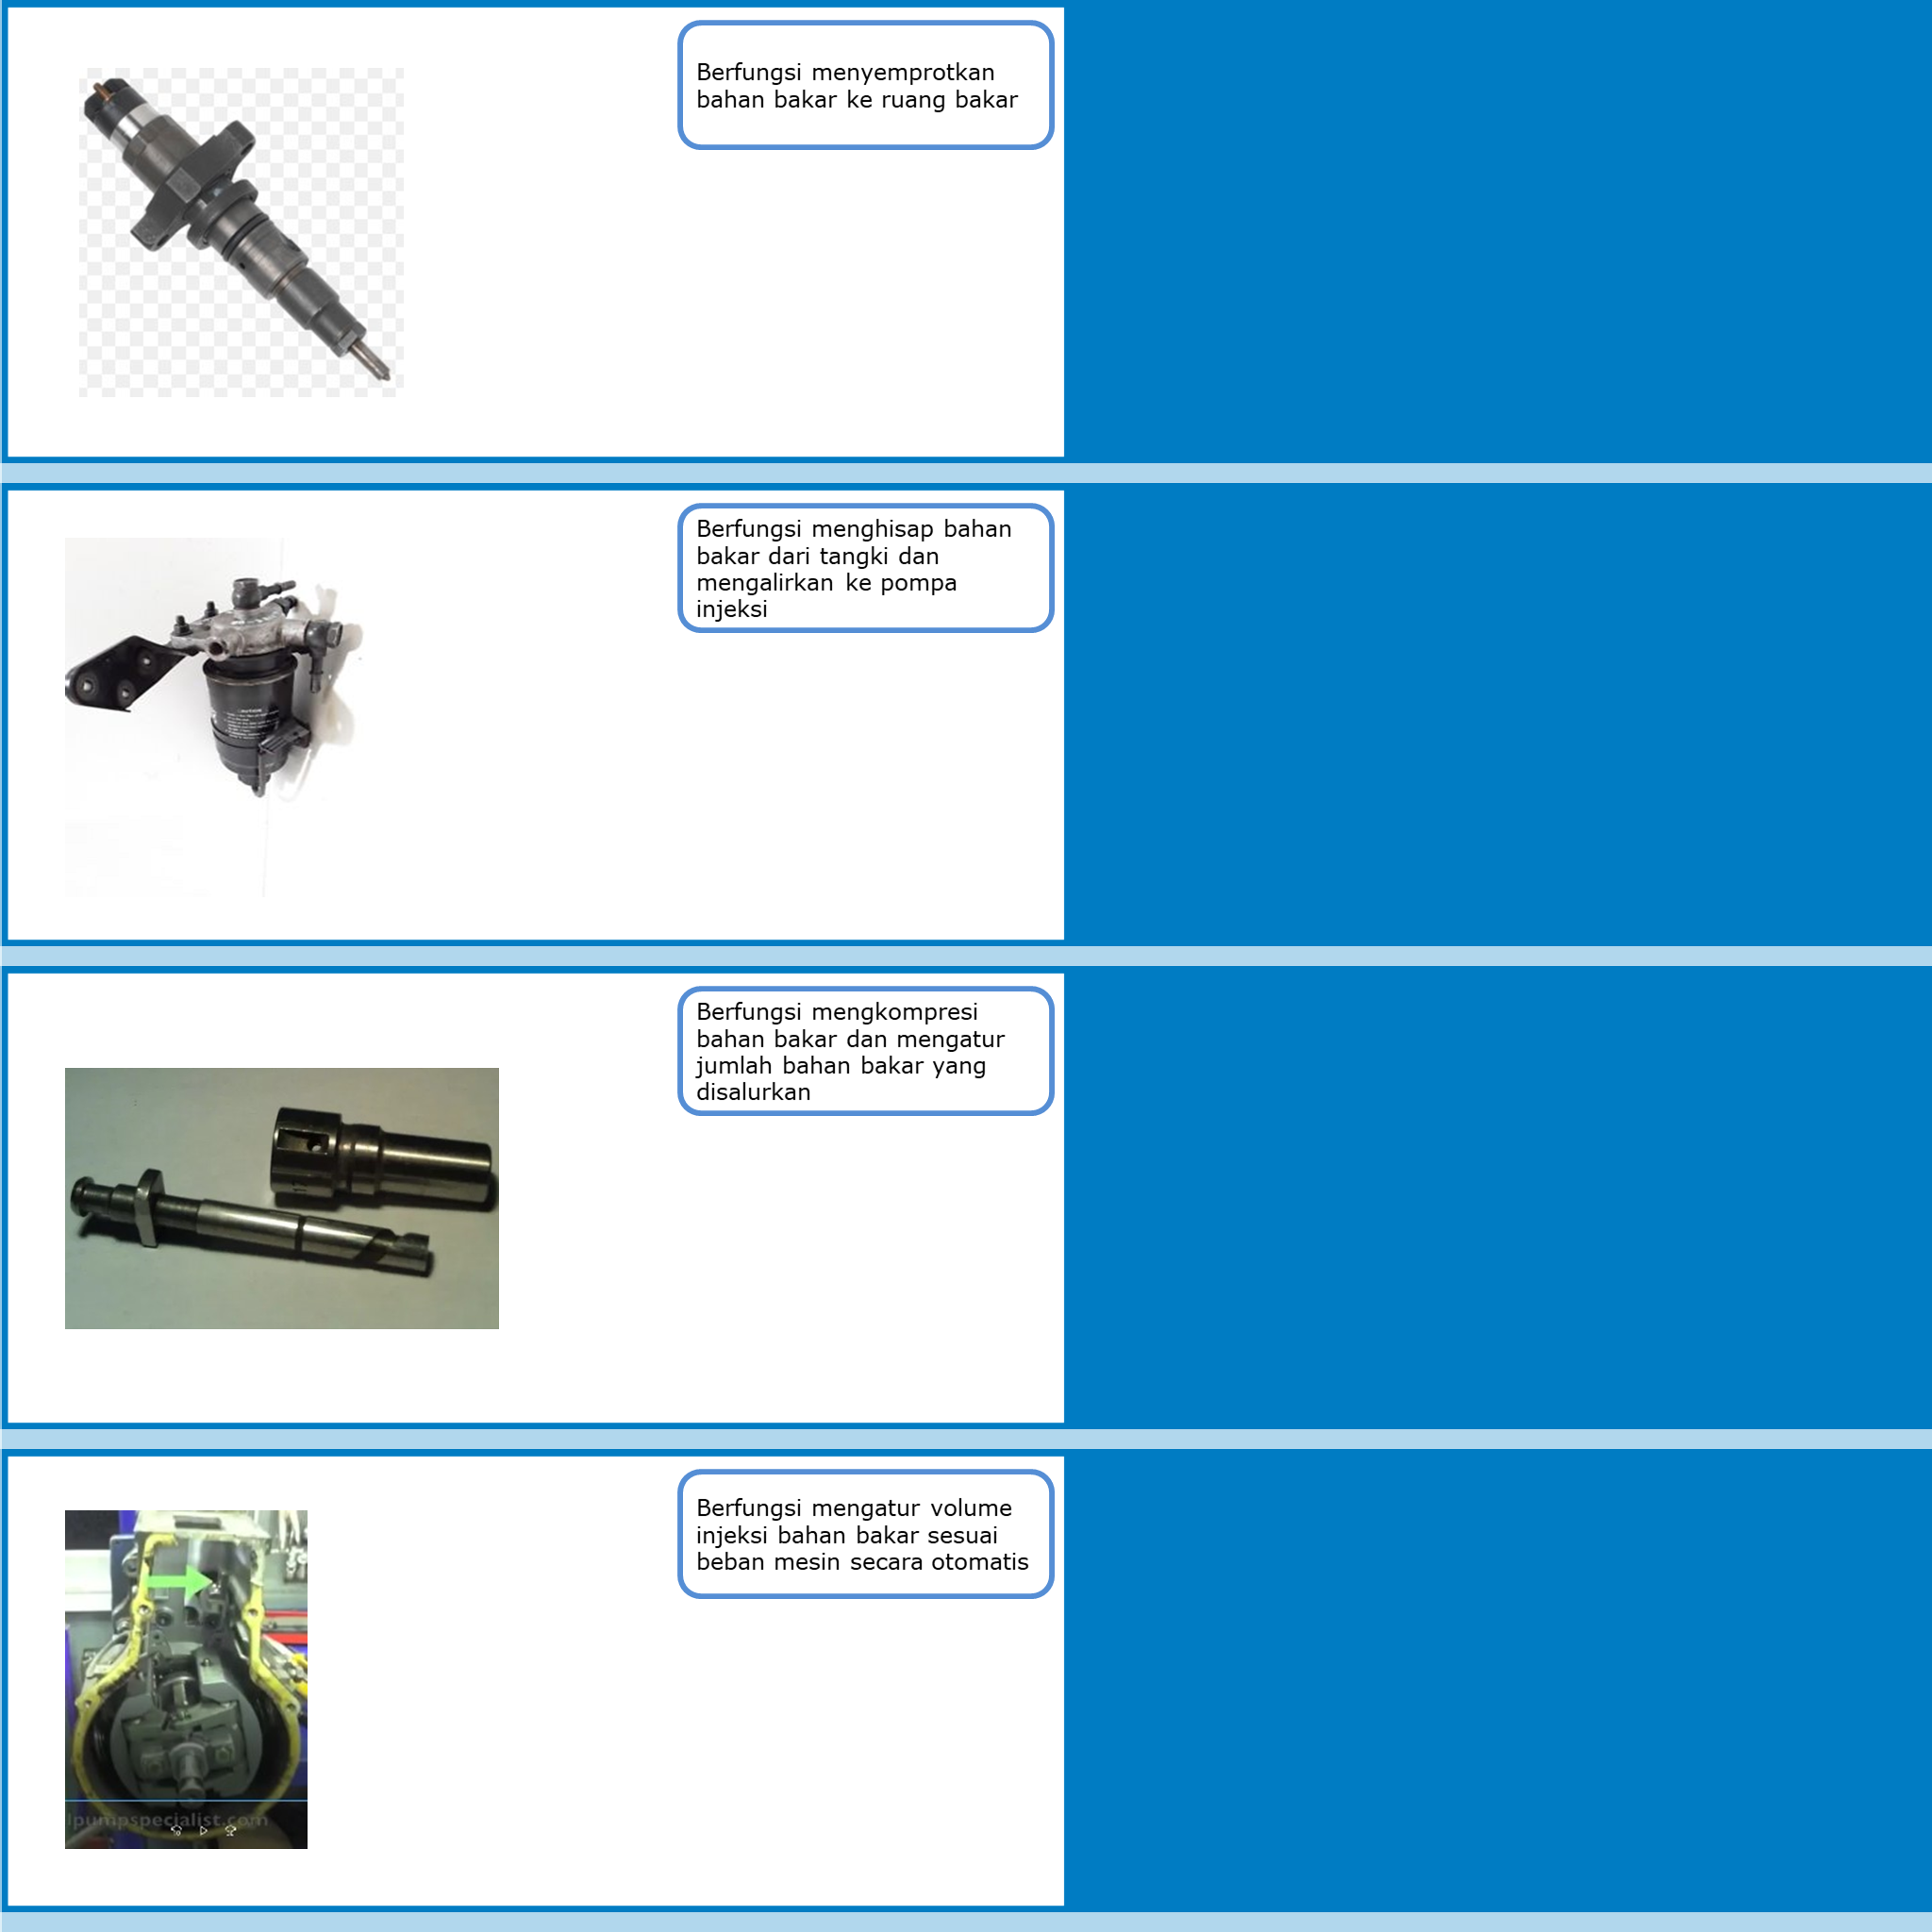 Berfungsi menyemprotkan
bahan bakar ke ruang bakar
Berfungsi menghisap bahan
bakar dari tangki dan
mengalirkan ke pompa
injeksi
Berfungsi mengkompresi
bahan bakar dan mengatur
jumlah bahan bakar yang
disalurkan
17
Berfungsi mengatur volume
injeksi bahan bakar sesuai
beban mesin secara otomatis
lpumpspecialist.com